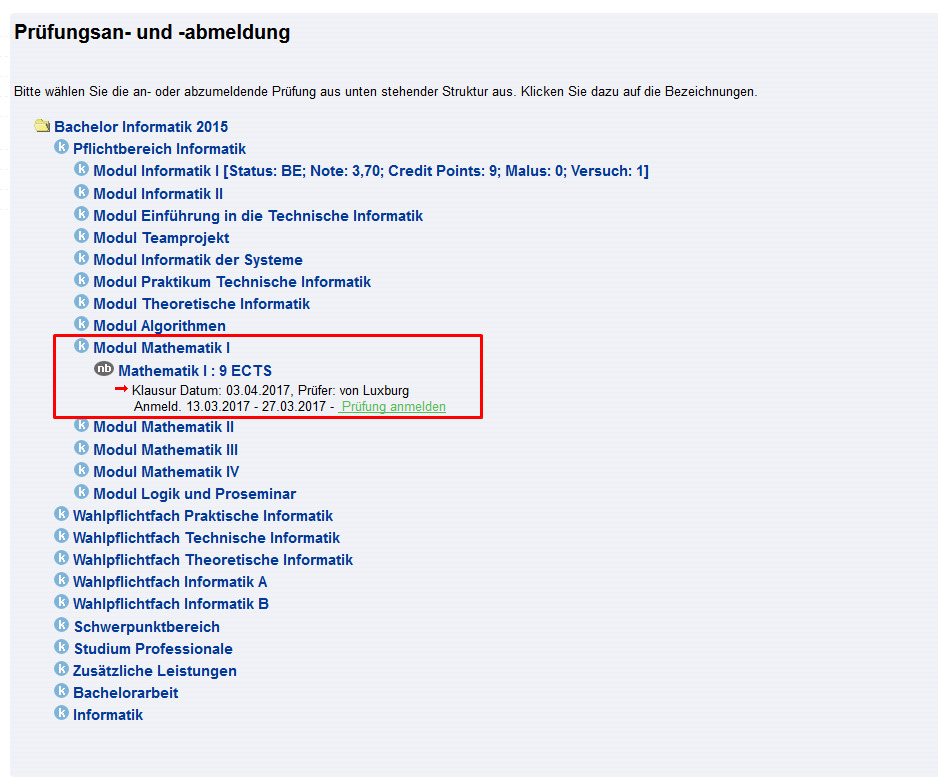 Prüfungsan- und -abmeldung
Bitte wählen Sie die an- oder abzumeldende Prüfung aus unten stehender Struktur aus. Klicken Sie dazu auf die Bezeichnungen.
Bachelor Informatik 2015
k Pflichtbereich Informatik
k Modul Informatik I [Status: BE; Note: 3,70; Credit Points: 9; Malus: 0; Versuch: 1]
k Modul Informatik II
k Modul Einführung in die Technische Informatik
k Modul Teamprojekt
k Modul Informatik der Systeme
k Modul Praktikum Technische Informatik
k Modul Theoretische Informatik
k Modul Algorithmen
k Modul Mathematik I
nb Mathematik I : 9 ECTS
Klausur Datum: 03.04.2017, Prüfer: von Luxburg
Anmeld. 13.03.2017 - 27.03.2017 - Prüfung anmelden
k Modul Mathematik II
k Modul Mathematik III
k Modul Mathematik IV
k Modul Logik und Proseminar
k Wahlpflichtfach Praktische Informatik
k Wahlpflichtfach Technische Informatik
k Wahlpflichtfach Theoretische Informatik
k Wahlpflichtfach Informatik A
k Wahlpflichtfach Informatik B
k Schwerpunktbereich
k Studium Professionale
k Zusätzliche Leistungen
k Bachelorarbeit
k Informatik